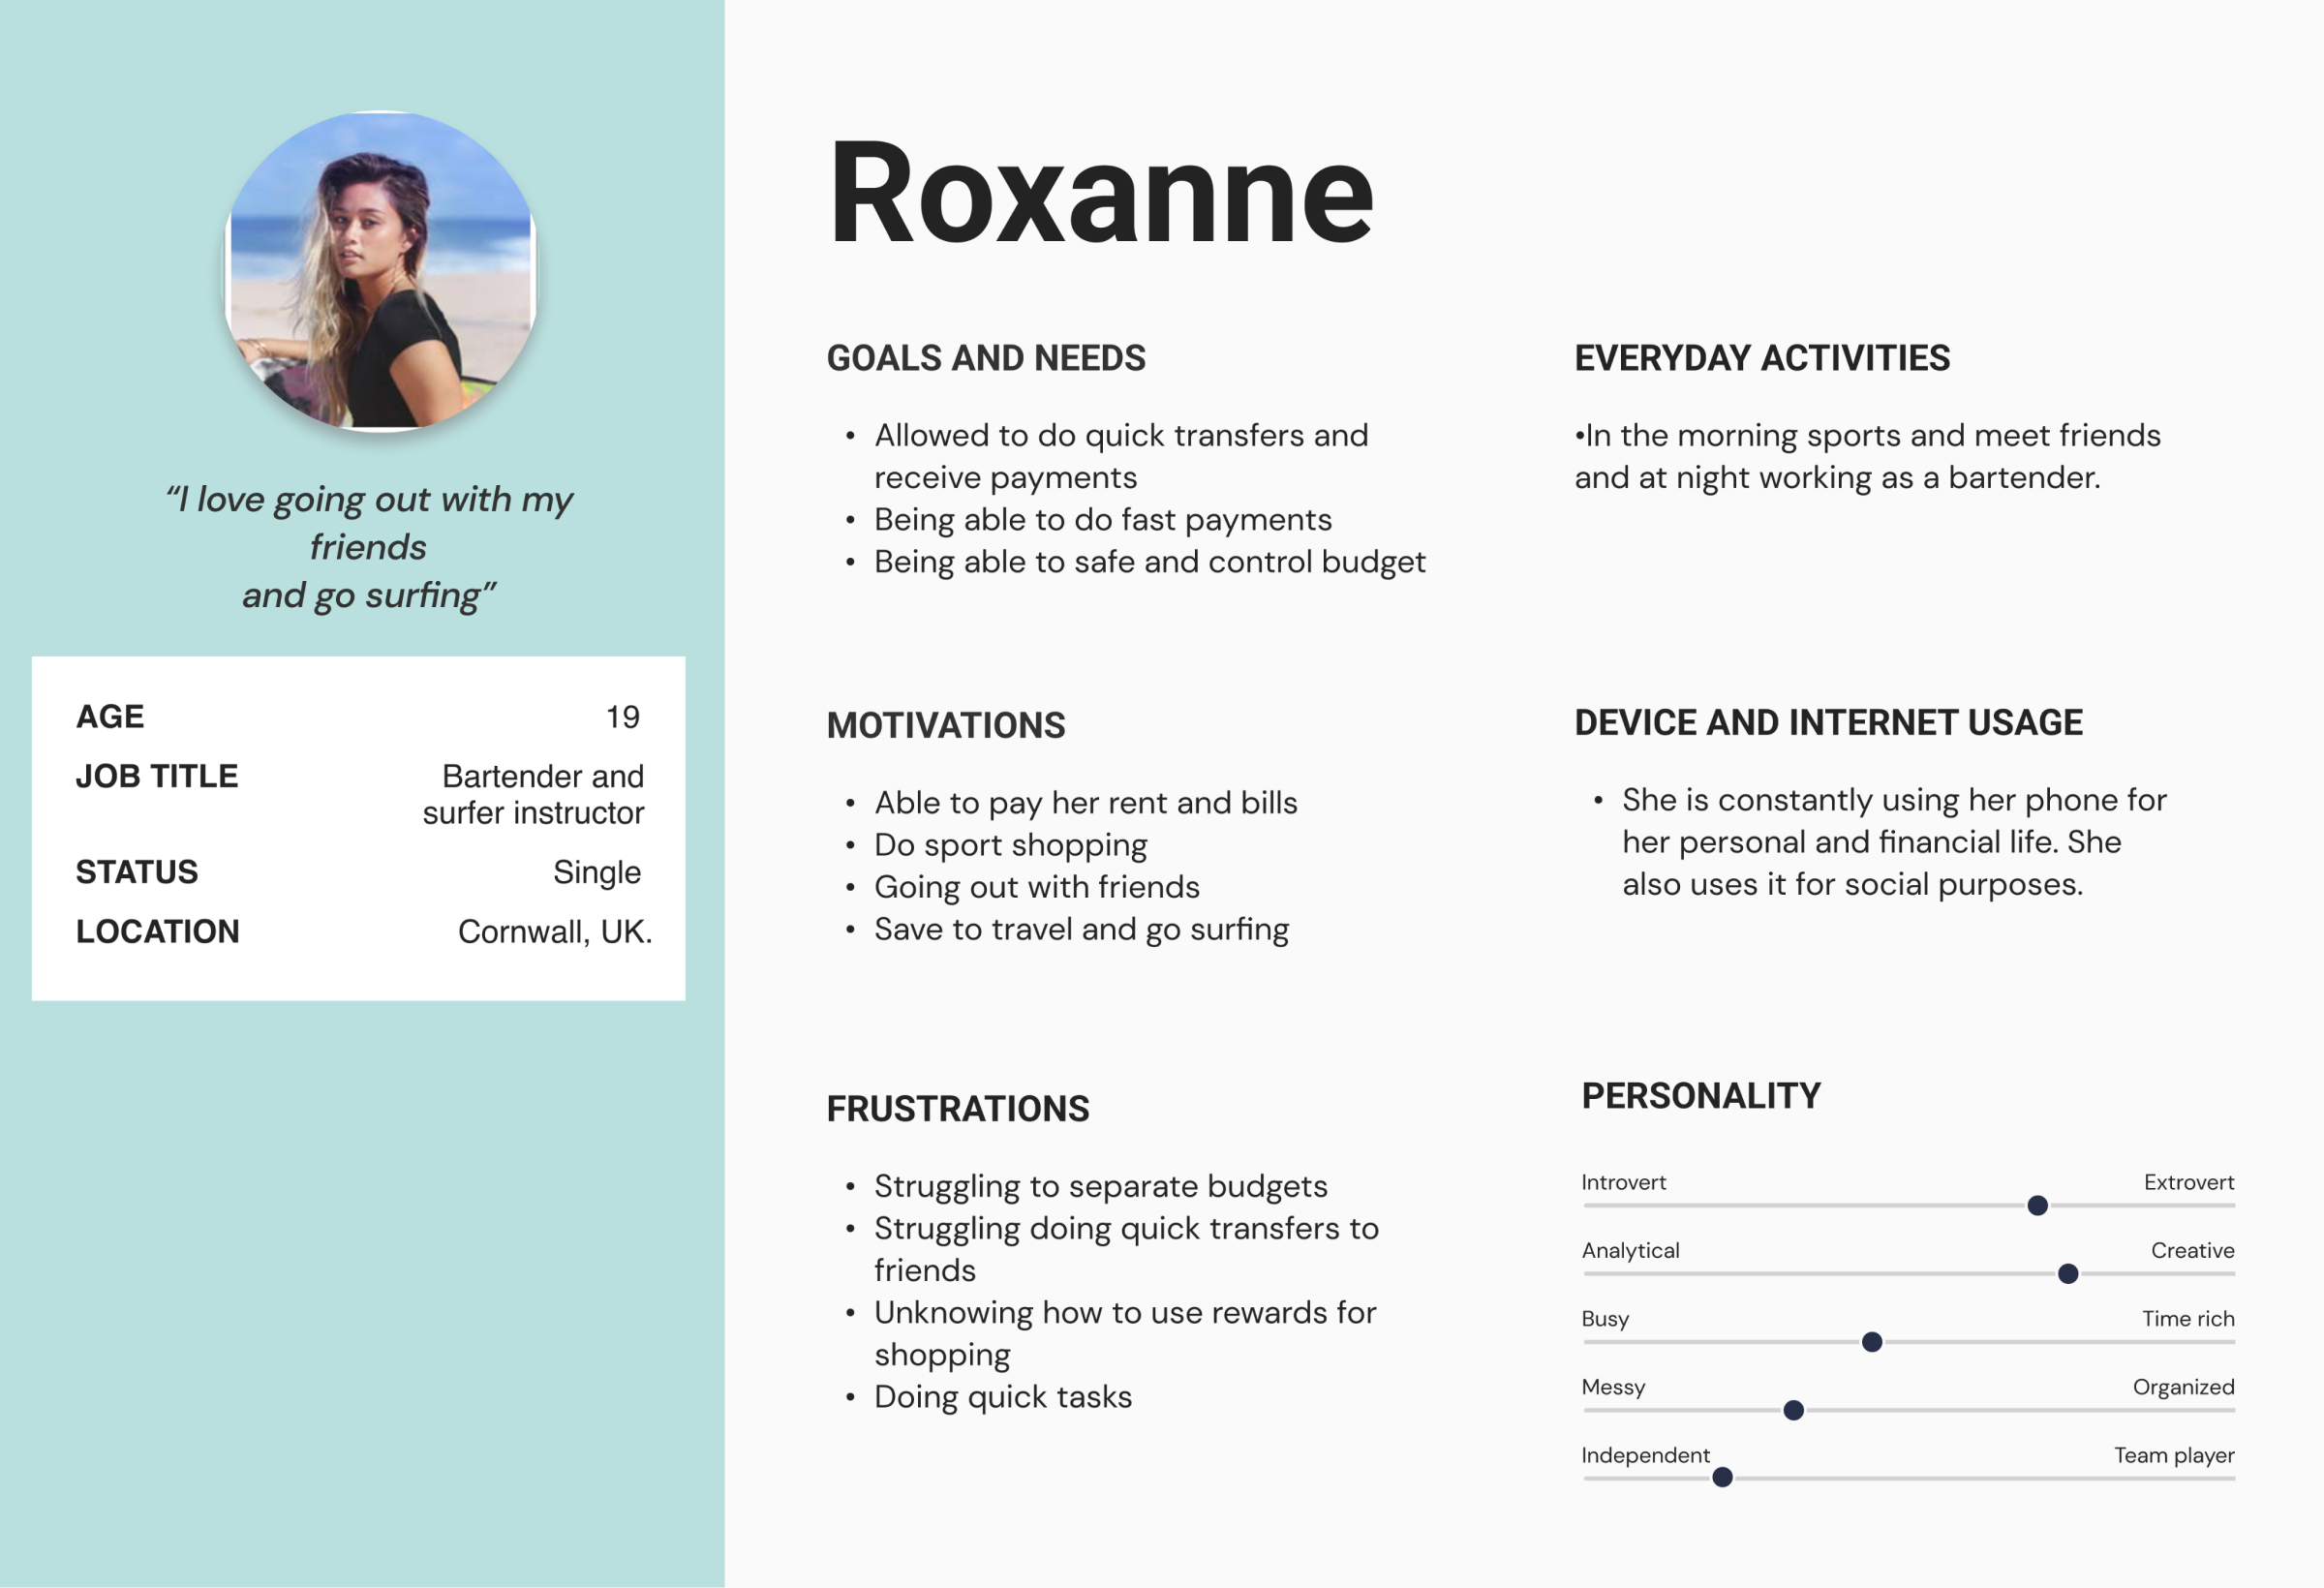 “I love going out with my
friends
and go surfing”
AGE 19
JOB TITLE Bartender and
surfer instructor
STATUS Single
LOCATION Cornwall, UK.
Roxanne
GOALS AND NEEDS
• Allowed to do quick transfers and
receive payments
• Being able to do fast payments
• Being able to safe and control budget
MOTIVATIONS
• Able to pay her rent and bills
• Do sport shopping
• Going out with friends
• Save to travel and go surfing
FRUSTRATIONS
• Struggling to separate budgets
• Struggling doing quick transfers to
friends
• Unknowing how to use rewards for
shopping
• Doing quick tasks
EVERYDAY ACTIVITIES
•In the morning sports and meet friends
and at night working as a bartender.
DEVICE AND INTERNET USAGE
• She is constantly using her phone for
her personal and financial life. She
also uses it for social purposes.
PERSONALITY
Introvert Extrovert
Analytical Creative
Busy Time rich
Messy Organized
Independent Team player